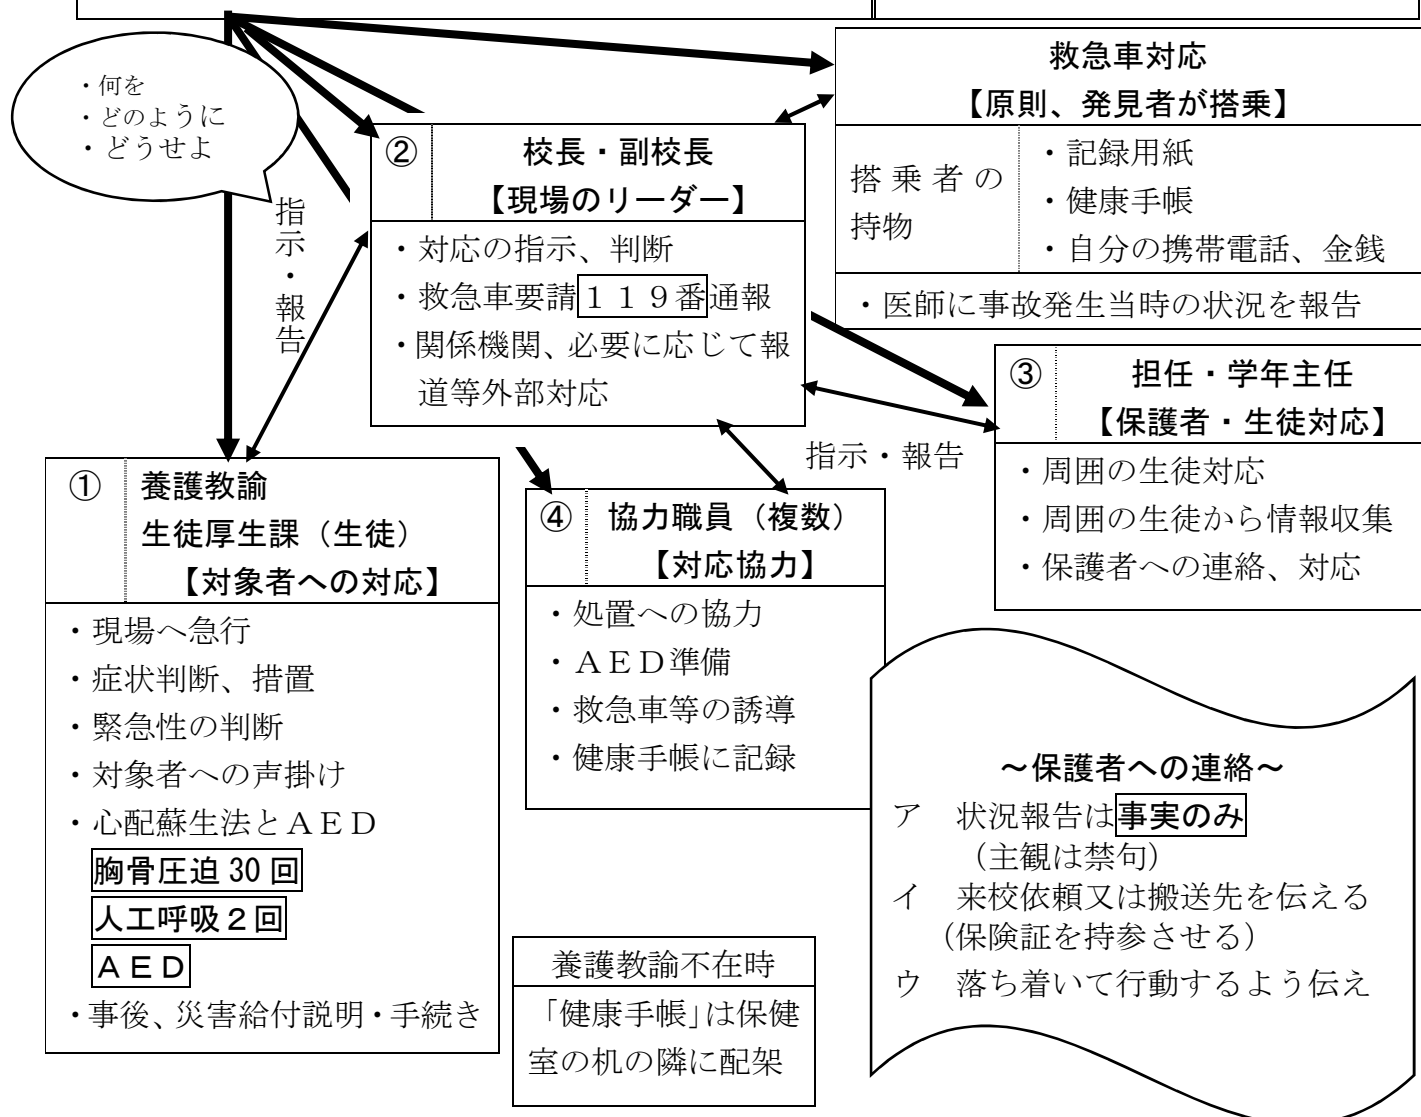 ・何を
・どのように
・どうせよ
指示・報告
救急車対応
【原則、発見者が搭乗】
搭乗者の
持物
・記録用紙
・健康手帳
・自分の携帯電話、金銭
・医師に事故発生当時の状況を報告
② 校長・副校長
【現場のリーダー】
・対応の指示、判断
・救急車要請１１９番通報
・関係機関、必要に応じて報
道等外部対応
指示・報告
③ 担任・学年主任
【保護者・生徒対応】
・周囲の生徒対応
・周囲の生徒から情報収集
・保護者への連絡、対応
① 養護教諭
生徒厚生課（生徒）
【対象者への対応】
・現場へ急行
・症状判断、措置
・緊急性の判断
・対象者への声掛け
・心配蘇生法とＡＥＤ
胸骨圧迫 30 回
人工呼吸２回
ＡＥＤ
・事後、災害給付説明・手続き
④ 協力職員（複数）
【対応協力】
・処置への協力
・ＡＥＤ準備
・救急車等の誘導
・健康手帳に記録
養護教諭不在時
「健康手帳」は保健
室の机の隣に配架
～保護者への連絡～
ア　状況報告は事実のみ
（主観は禁句）
イ　来校依頼又は搬送先を伝える
（保険証を持参させる）
ウ　落ち着いて行動するよう伝え